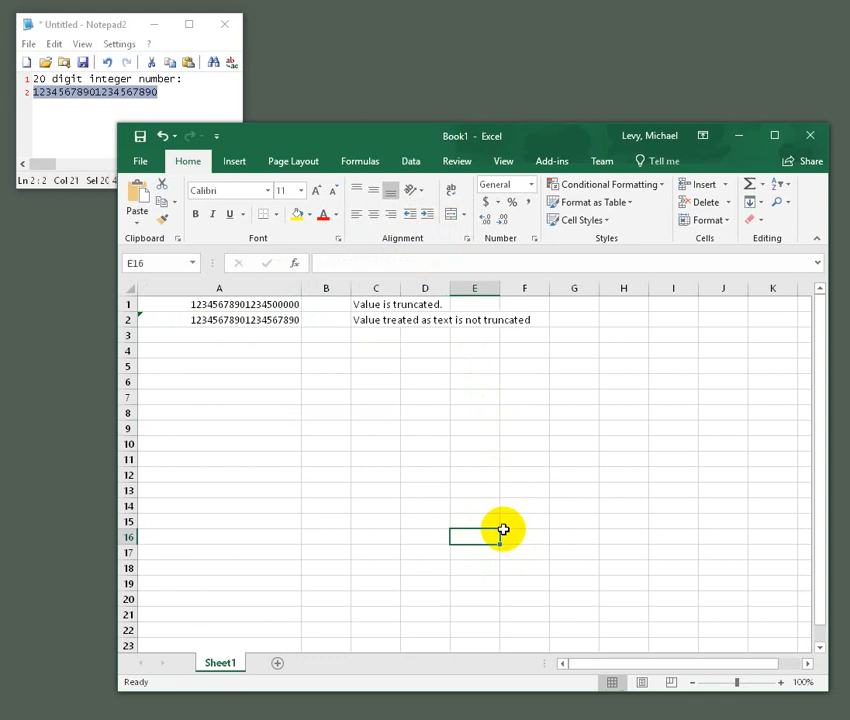 * Untitled - Notepad2
File Edit View Settings ?
1 20 digit integer number:
2 12345678901234567890
Ln 2 : 2 Col 21 Sel 20
Book1 - Excel
Levy, Michael
File Home Insert Page Layout Formulas Data Review View Add-ins Team Tell me Share
Paste
Calibri 11
B I U A
General
$ % ,
Conditional Formatting
Format as Table
Cell Styles
Insert
Delete
Format
Clipboard Font Alignment Number Styles Cells Editing
E16 fx
A B C D E F G H I J K
1 12345678901234500000 Value is truncated.
2 12345678901234567890 Value treated as text is not truncated
3
4
5
6
7
8
9
10
11
12
13
14
15
16
17
18
19
20
21
22
23
Sheet1
Ready 100%